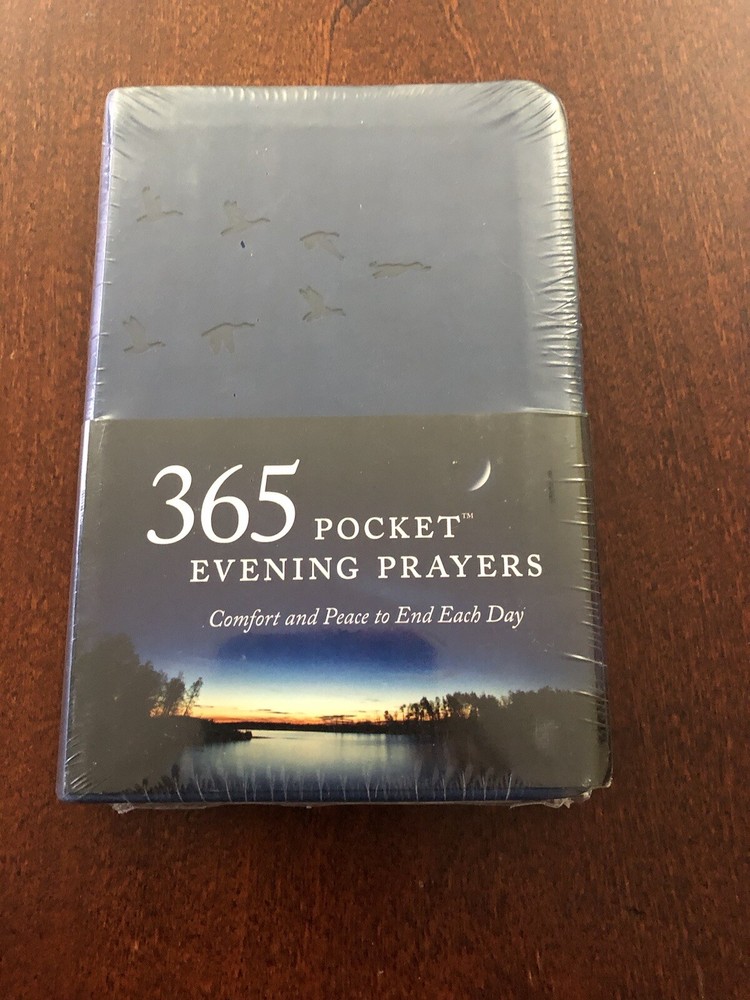 365 POCKET™
EVENING PRAYERS
Comfort and Peace to End Each Day